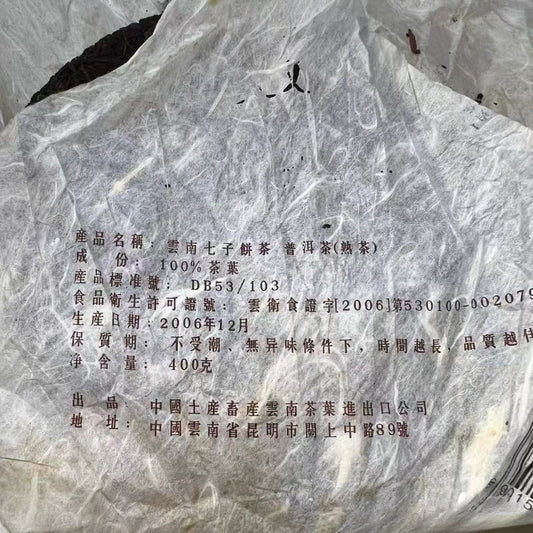 産品名稱: 雲南七子餅茶 普洱茶(熟茶)
成 份: 100%茶葉
産品標准號: DB53/103
食品衛生許可證號: 雲衛食證字[2006]第530100-002079
生産日期: 2006年12月
保質期: 不受潮、無异味條件下，時間越長，品質越佳
净含量: 400克
出 品: 中國土産畜産雲南茶葉進出口公司
地 址: 中國雲南省昆明市關上中路89號